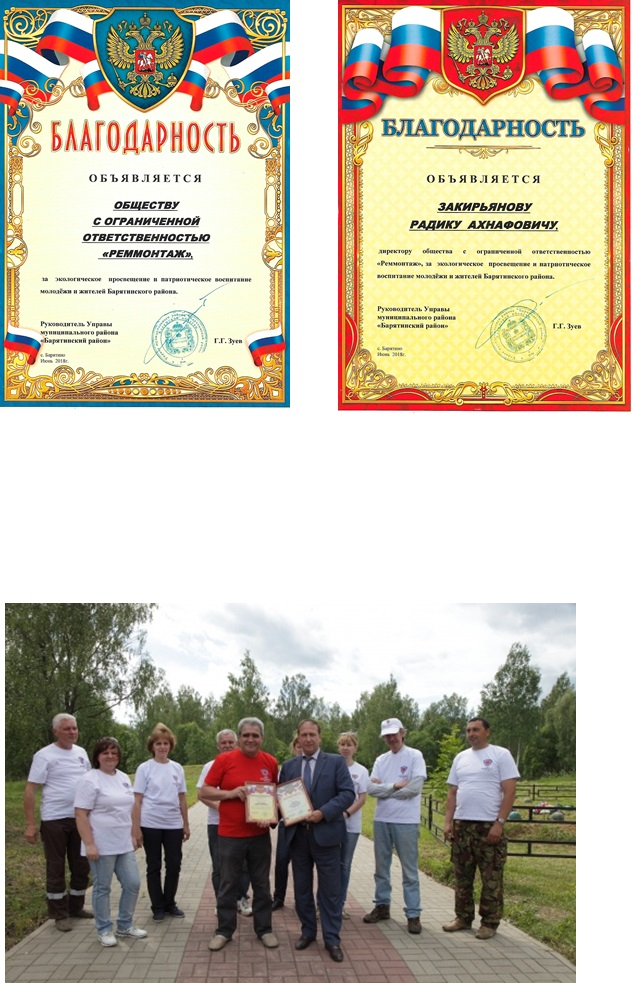 БЛАГОДАРНОСТЬ
ОБЪЯВЛЯЕТСЯ
ОБЩЕСТВУ
С ОГРАНИЧЕННОЙ
ОТВЕТСТВЕННОСТЬЮ
«РЕММОНТАЖ».
за экологическое просвещение и патриотическое воспитание
молодёжи и жителей Барятинского района.
Руководитель Управы
муниципального района
«Барятинский район»
Г.Г. Зуев
с. Барятино
Июнь 2018г.
БЛАГОДАРНОСТЬ
ОБЪЯВЛЯЕТСЯ
ЗАКИРЬЯНОВУ
РАДИКУ АХНАФОВИЧУ,
директору общества с ограниченной ответственностью
«Реммонтаж», за экологическое просвещение и патриотическое
воспитание молодёжи и жителей Барятинского района.
Руководитель Управы
муниципального района
«Барятинский район»
Г.Г. Зуев
с. Барятино
Июнь 2018г.